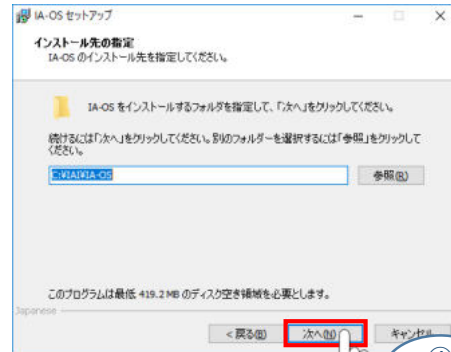 IA-OS セットアップ
インストール先の指定
IA-OS のインストール先を指定してください。
IA-OS をインストールするフォルダを指定して、「次へ」をクリックしてください。
続けるには「次へ」をクリックしてください。別のフォルダーを選択するには「参照」をクリックして
ください。
C:¥IAI¥IA-OS
参照(R)
このプログラムは最低 419.2 MB のディスク空き領域を必要とします。
Japanese
< 戻る(B) 次へ(N) キャンセル